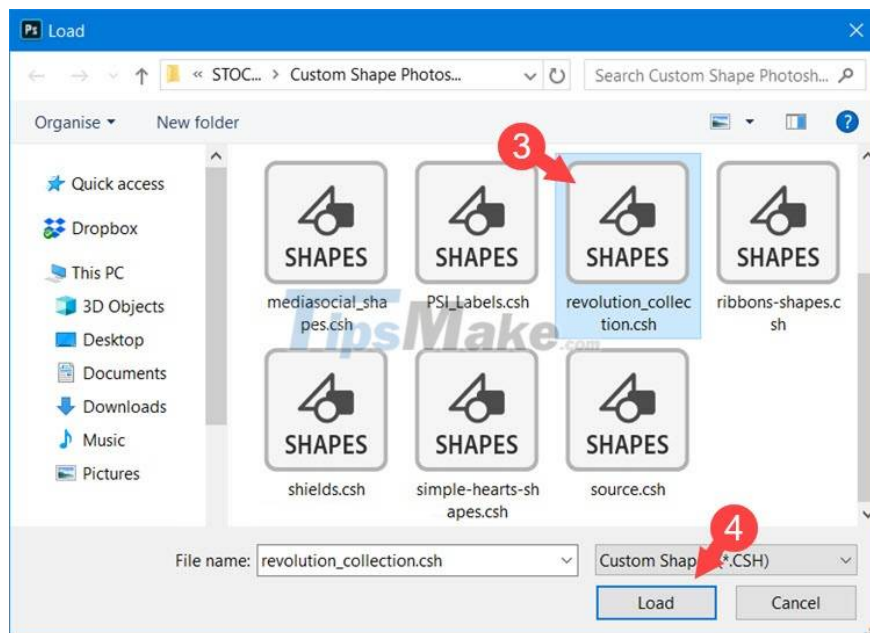 Ps Load
« STOC... > Custom Shape Photos...
Search Custom Shape Photosh...
Organise
New folder
?
3
Quick access
Dropbox
This PC
3D Objects
Desktop
Documents
Downloads
Music
Pictures
SHAPES
SHAPES
SHAPES
SHAPES
mediasocial_sha
pes.csh
PSI_Labels.csh
revolution_collec
tion.csh
ribbons-shapes.c
sh
TipsMake.com
SHAPES
SHAPES
SHAPES
shields.csh
simple-hearts-sh
apes.csh
source.csh
4
File name: revolution_collection.csh
Custom Shap (*.CSH)
Load
Cancel